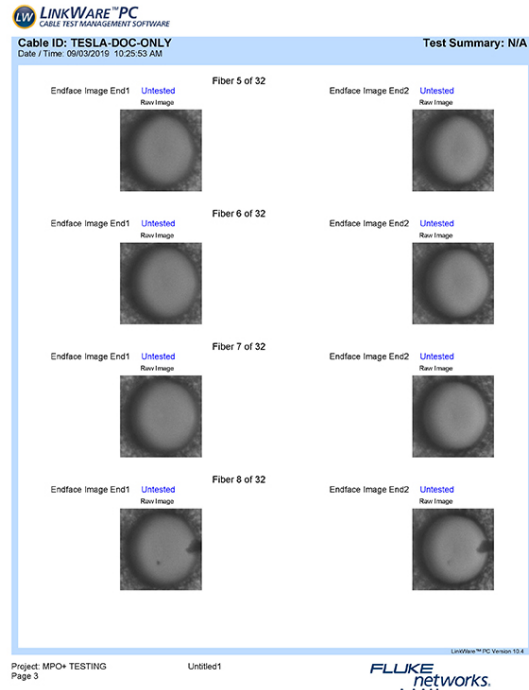 LW LINKWARE™PC
CABLE TEST MANAGEMENT SOFTWARE
Cable ID: TESLA-DOC-ONLY Test Summary: N/A
Date / Time: 09/03/2019 10:25:53 AM
Fiber 5 of 32
Endface Image End1 Untested Endface Image End2 Untested
Raw Image Raw Image
Fiber 6 of 32
Endface Image End1 Untested Endface Image End2 Untested
Raw Image Raw Image
Fiber 7 of 32
Endface Image End1 Untested Endface Image End2 Untested
Raw Image Raw Image
Fiber 8 of 32
Endface Image End1 Untested Endface Image End2 Untested
Raw Image Raw Image
LinkWare™ PC Version 10.4
Project: MPO+ TESTING Untitled1
Page 3
FLUKE
networks.